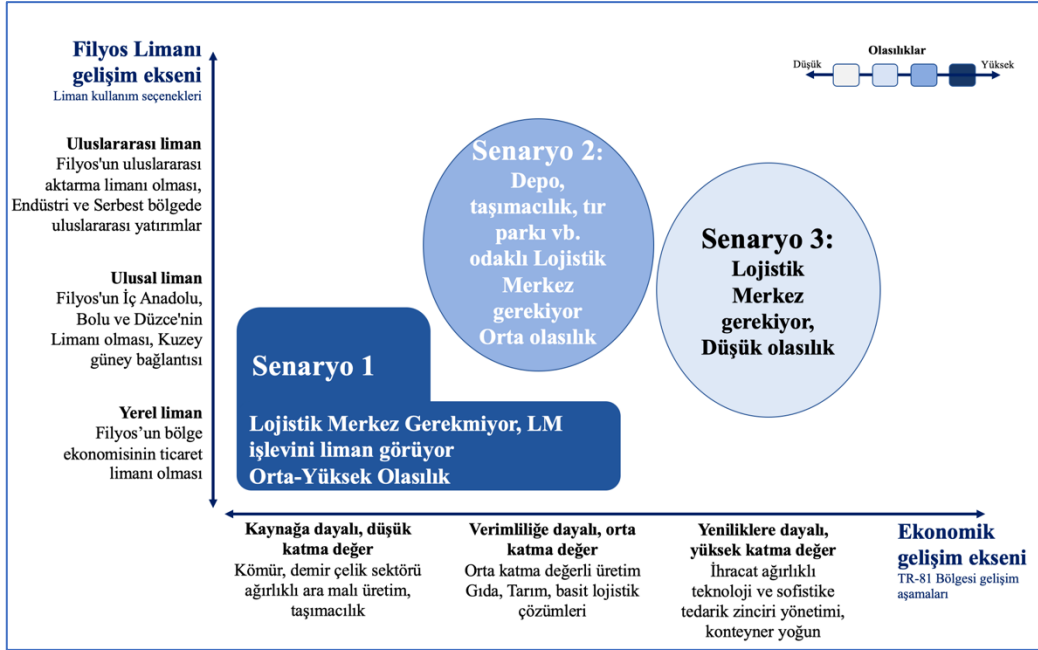 Filyos Limanı
gelişim ekseni
Liman kullanım seçenekleri
Olasılıklar
Düşük
Yüksek
Uluslararası liman
Filyos'un uluslararası
aktarma limanı olması,
Endüstri ve Serbest bölgede
uluslararası yatırımlar
Ulusal liman
Filyos'un İç Anadolu,
Bolu ve Düzce'nin
Limanı olması, Kuzey
güney bağlantısı
Yerel liman
Filyos’un bölge
ekonomisinin ticaret
limanı olması
Senaryo 1
Lojistik Merkez Gerekmiyor, LM
işlevini liman görüyor
Orta-Yüksek Olasılık
Senaryo 2:
Depo,
taşımacılık, tır
parkı vb.
odaklı Lojistik
Merkez
gerekiyor
Orta olasılık
Senaryo 3:
Lojistik
Merkez
gerekiyor,
Düşük olasılık
Kaynağa dayalı, düşük
katma değer
Kömür, demir çelik sektörü
ağırlıklı ara malı üretim,
taşımacılık
Verimliliğe dayalı, orta
katma değer
Orta katma değerli üretim
Gıda, Tarım, basit lojistik
çözümleri
Yeniliklere dayalı,
yüksek katma değer
İhracat ağırlıklı
teknoloji ve sofistike
tedarik zinciri yönetimi,
konteyner yoğun
Ekonomik
gelişim ekseni
TR-81 Bölgesi gelişim
aşamaları